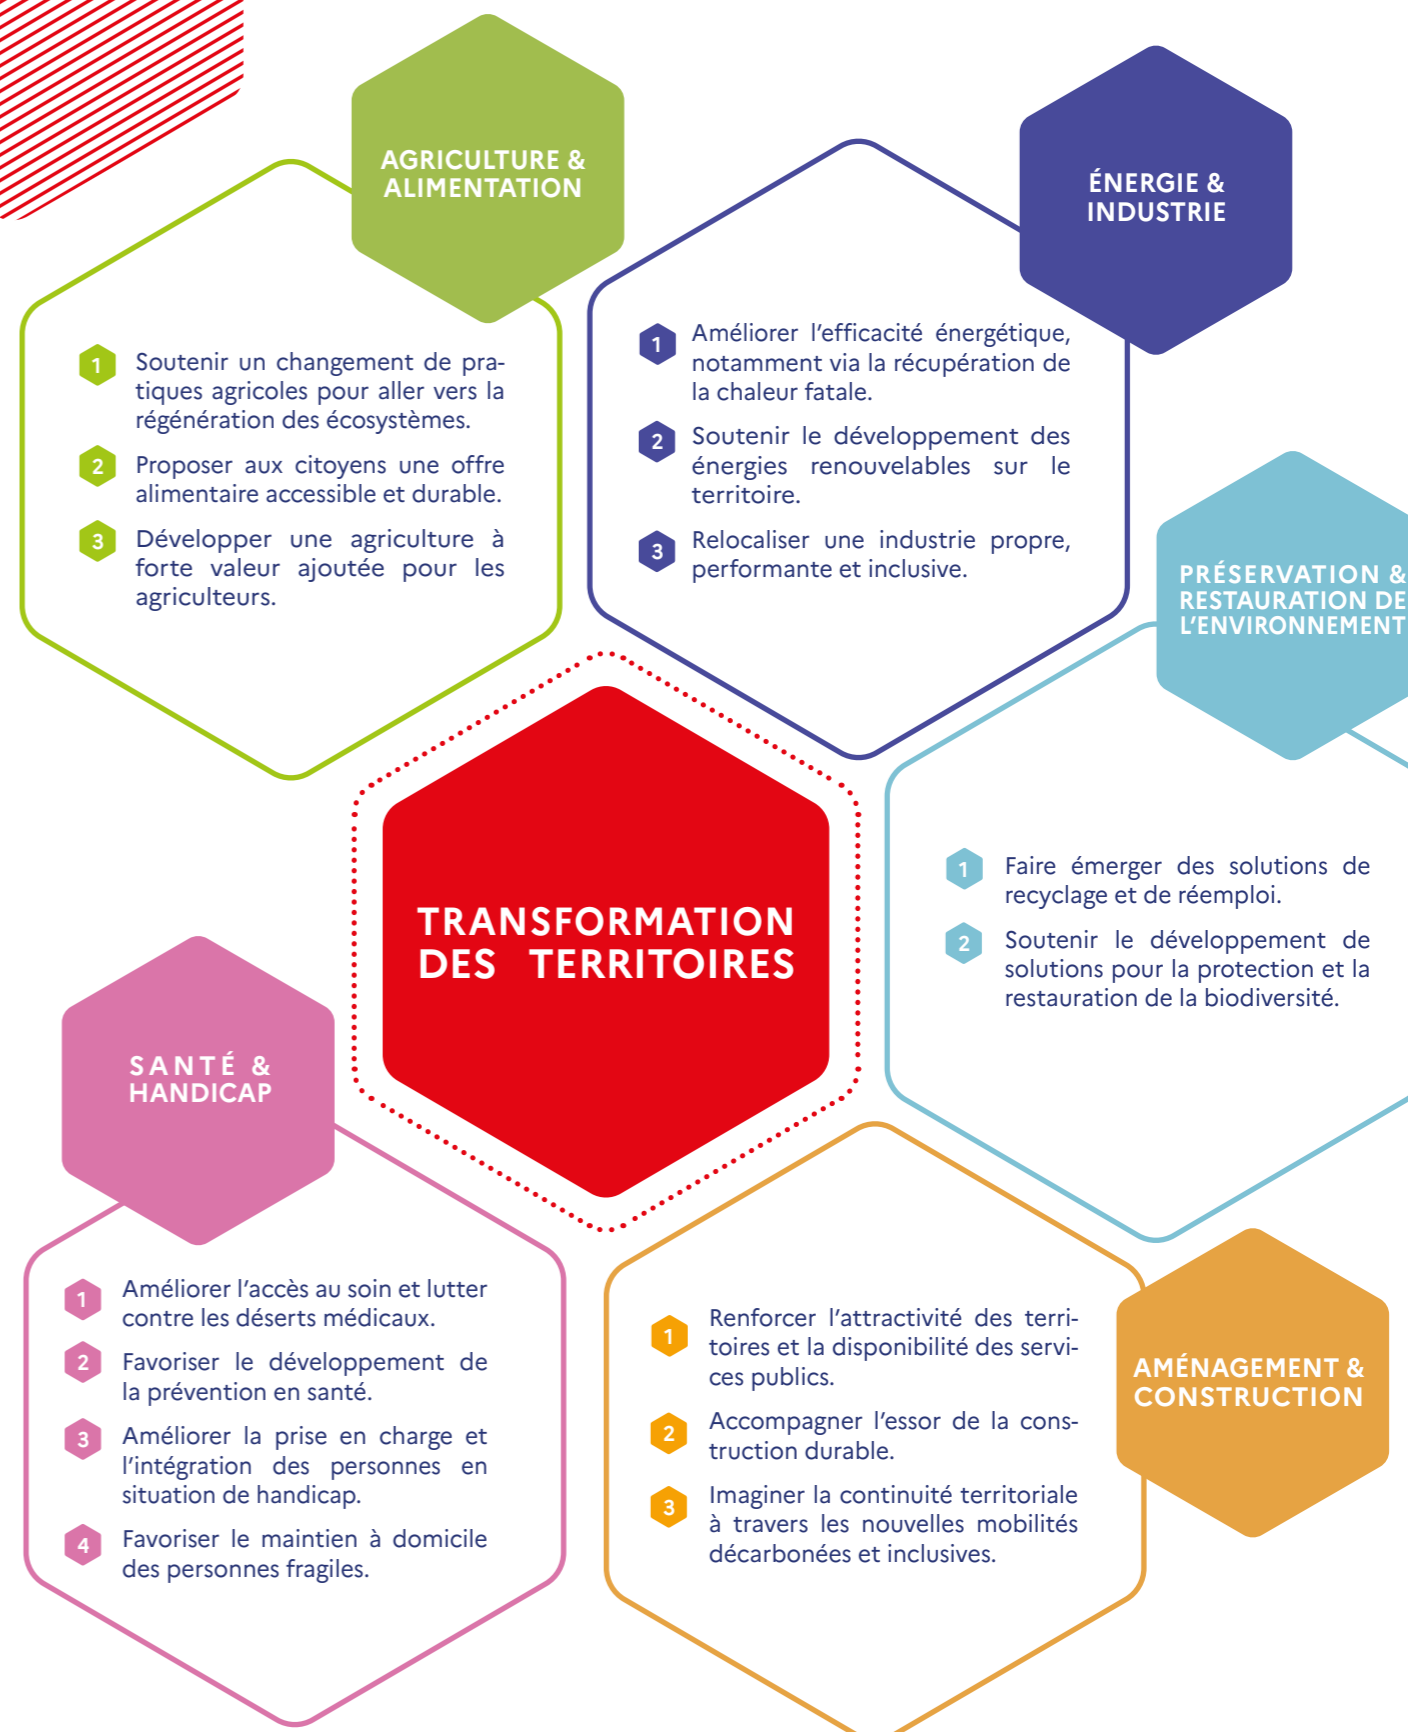 AGRICULTURE &
ALIMENTATION
1 Soutenir un changement de pra-
tiques agricoles pour aller vers la
régénération des écosystèmes.
2 Proposer aux citoyens une offre
alimentaire accessible et durable.
3 Développer une agriculture à
forte valeur ajoutée pour les
agriculteurs.
ÉNERGIE &
INDUSTRIE
1 Améliorer l’efficacité énergétique,
notamment via la récupération de
la chaleur fatale.
2 Soutenir le développement des
énergies renouvelables sur le
territoire.
3 Relocaliser une industrie propre,
performante et inclusive.
PRÉSERVATION &
RESTAURATION DE
L’ENVIRONNEMENT
1 Faire émerger des solutions de
recyclage et de réemploi.
2 Soutenir le développement de
solutions pour la protection et la
restauration de la biodiversité.
TRANSFORMATION
DES TERRITOIRES
SANTÉ &
HANDICAP
1 Améliorer l’accès au soin et lutter
contre les déserts médicaux.
2 Favoriser le développement de
la prévention en santé.
3 Améliorer la prise en charge et
l’intégration des personnes en
situation de handicap.
4 Favoriser le maintien à domicile
des personnes fragiles.
AMÉNAGEMENT &
CONSTRUCTION
1 Renforcer l’attractivité des terri-
toires et la disponibilité des servi-
ces publics.
2 Accompagner l’essor de la cons-
truction durable.
3 Imaginer la continuité territoriale
à travers les nouvelles mobilités
décarbonées et inclusives.